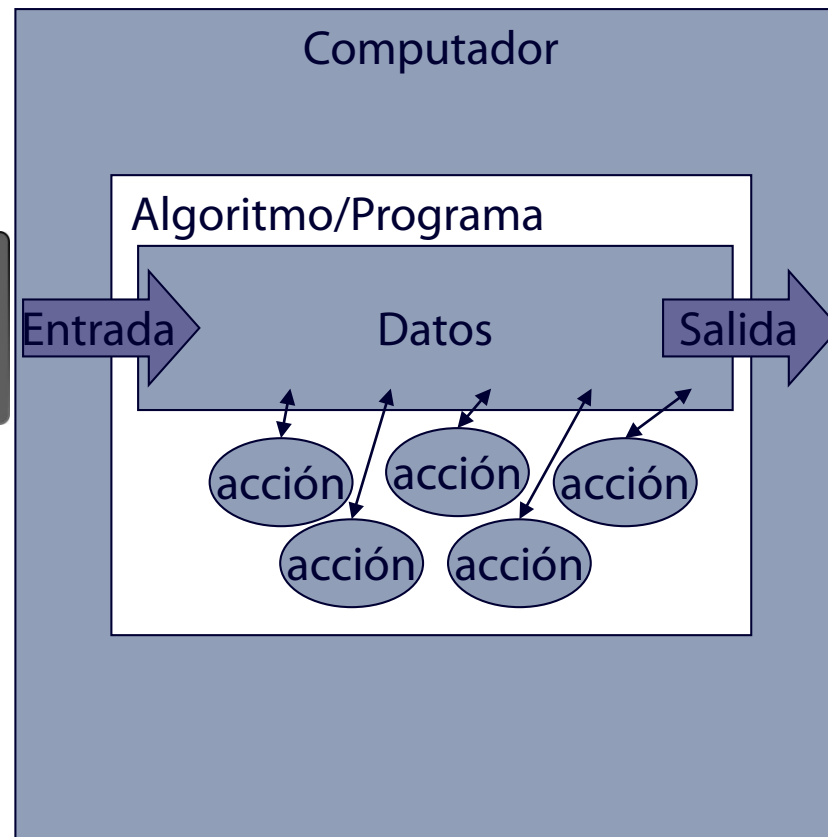 Computador
Algoritmo/Programa
Entrada
Datos
Salida
acción
acción
acción
acción
acción